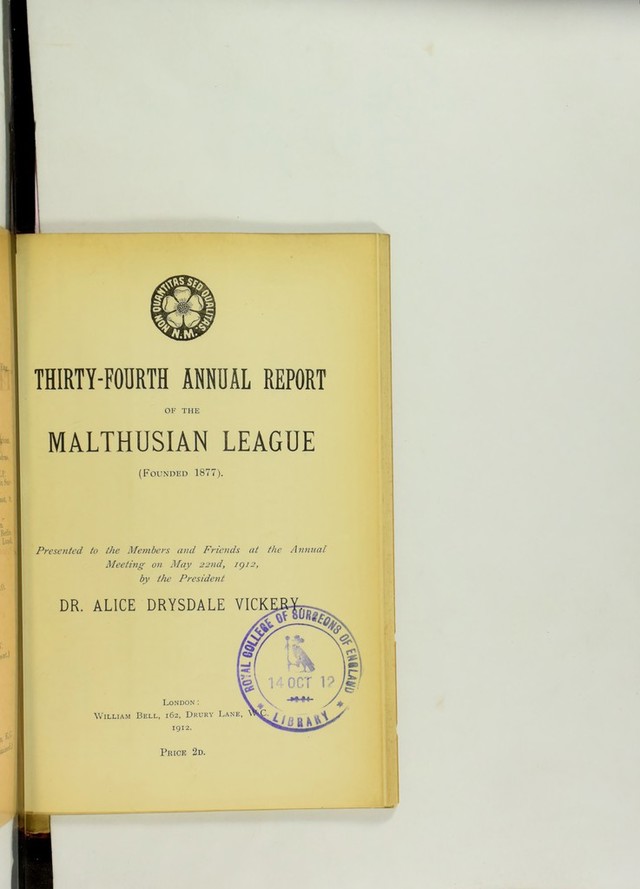 NON QUANTITAS SED QUALITAS
N.M.
THIRTY-FOURTH ANNUAL REPORT
OF THE
MALTHUSIAN LEAGUE
(FOUNDED 1877).
Presented to the Members and Friends at the Annual
Meeting on May 22nd, 1912,
by the President
DR. ALICE DRYSDALE VICKERY
ROYAL COLLEGE OF SURGEONS OF ENGLAND
14 OCT 12
* LIBRARY *
LONDON:
WILLIAM BELL, 162, DRURY LANE, W.C.
1912.
PRICE 2D.